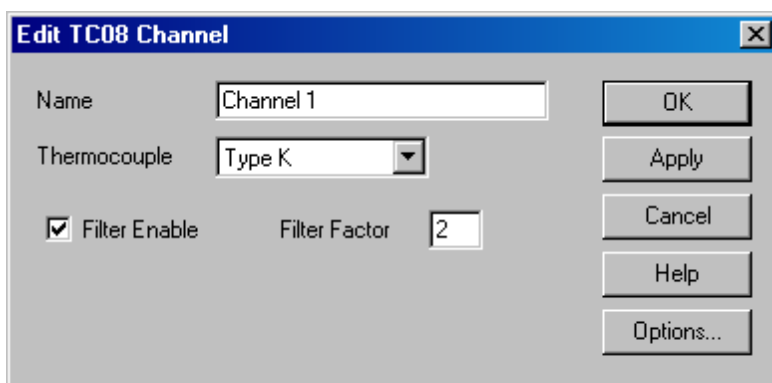 Edit TC08 Channel
Name Channel 1 OK
Thermocouple Type K Apply
Filter Enable Filter Factor 2 Cancel
Help
Options...